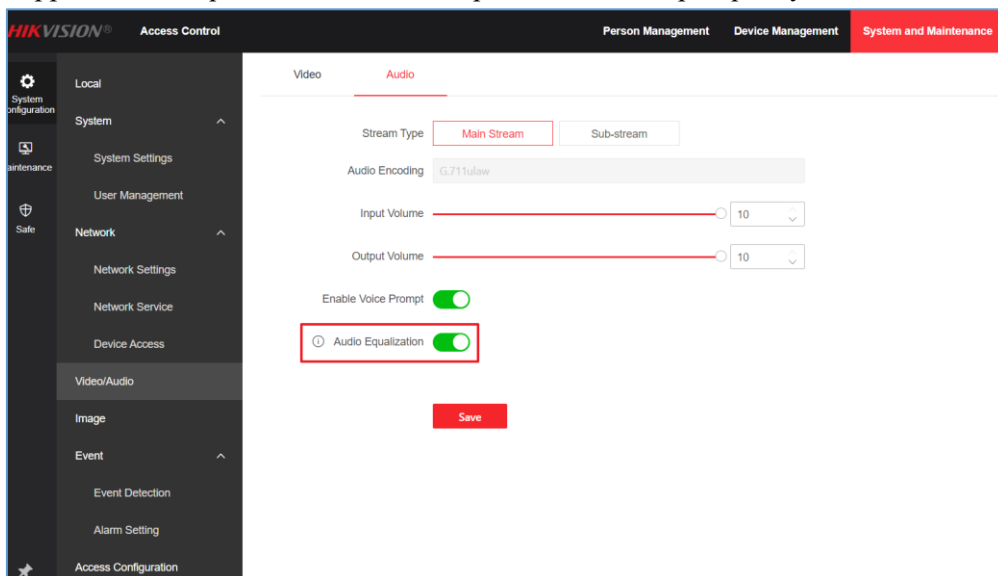 HIKVISION® Access Control Person Management Device Management System and Maintenance
System
onfiguration
aintenance
Safe
Local
System
System Settings
User Management
Network
Network Settings
Network Service
Device Access
Video/Audio
Image
Event
Event Detection
Alarm Setting
Access Configuration
Video Audio
Stream Type Main Stream Sub-stream
Audio Encoding G.711ulaw
Input Volume 10
Output Volume 10
Enable Voice Prompt
Audio Equalization
Save